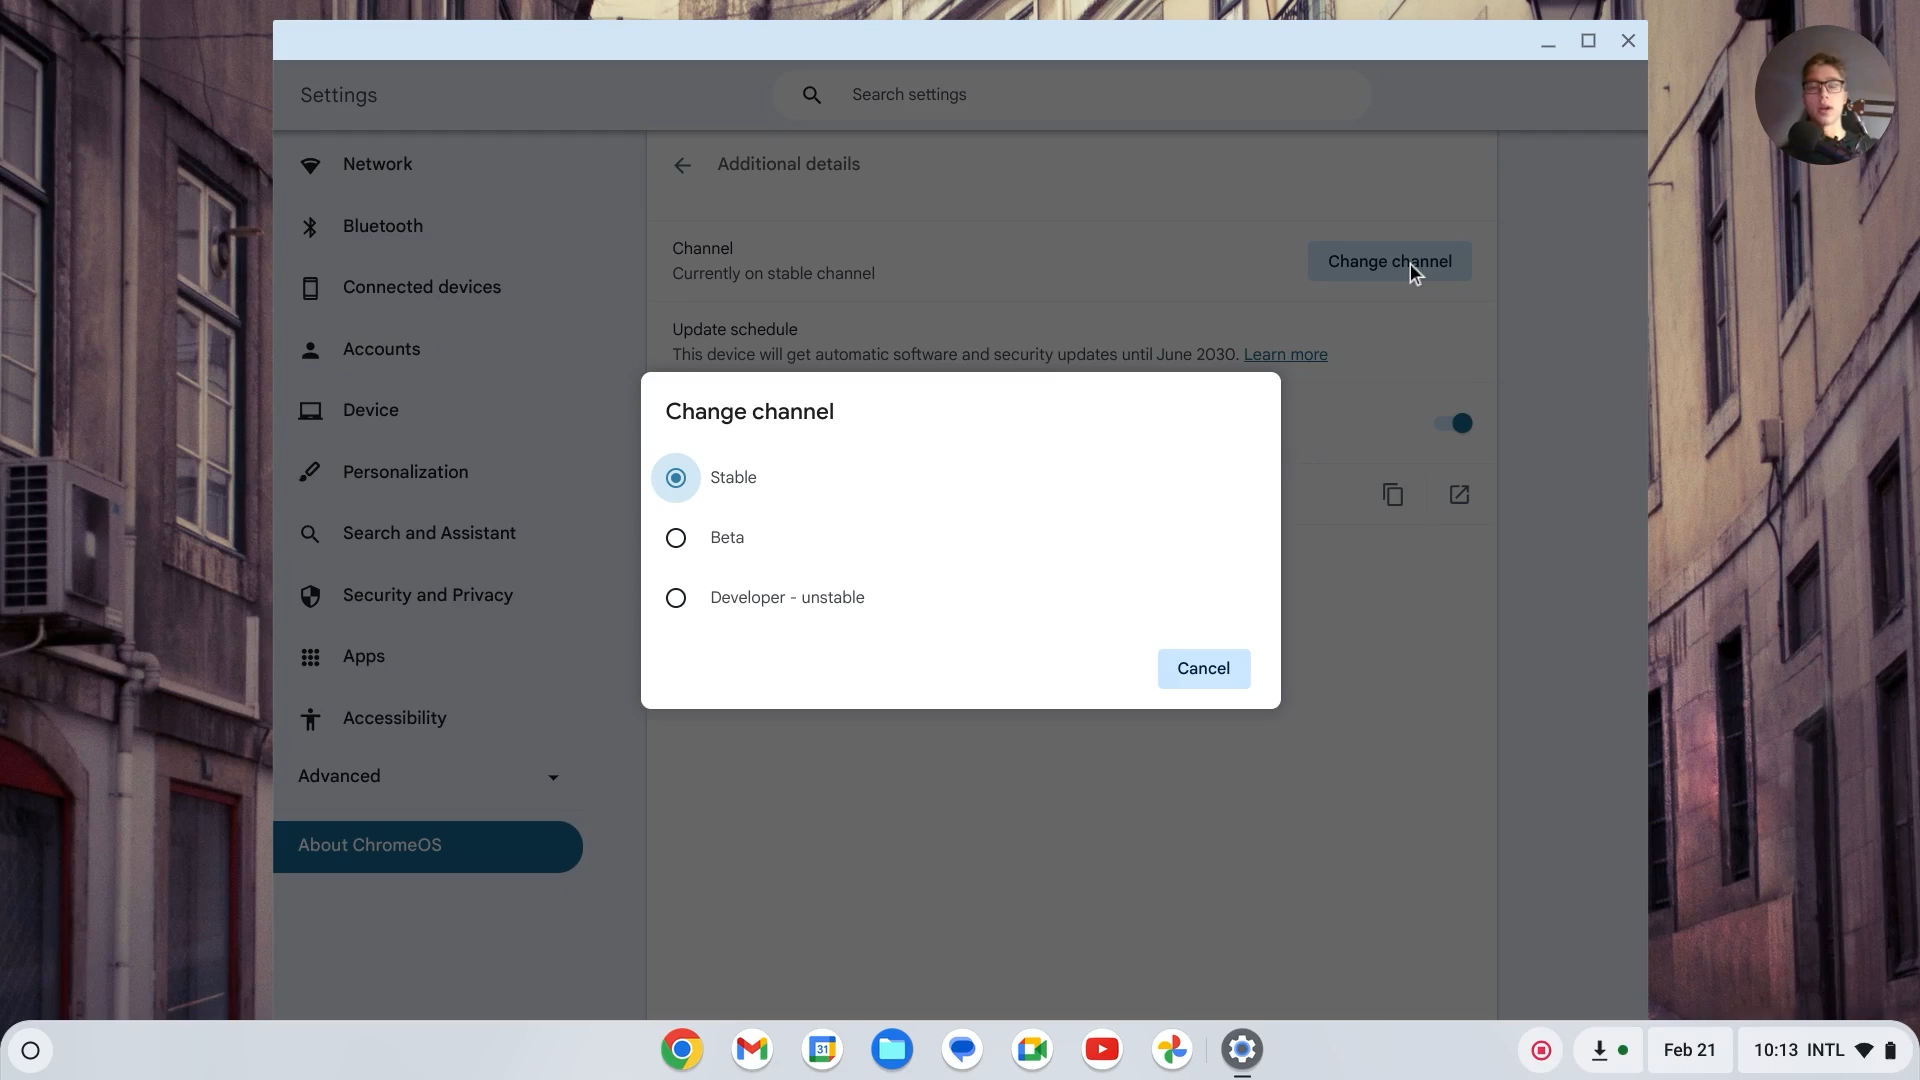 Settings
Search settings
Network
Bluetooth
Connected devices
Accounts
Device
Personalization
Search and Assistant
Security and Privacy
Apps
Accessibility
Advanced
About ChromeOS
Additional details
Channel
Currently on stable channel
Change channel
Update schedule
This device will get automatic software and security updates until June 2030. Learn more
Change channel
Stable
Beta
Developer - unstable
Cancel
31
Feb 21
10:13 INTL